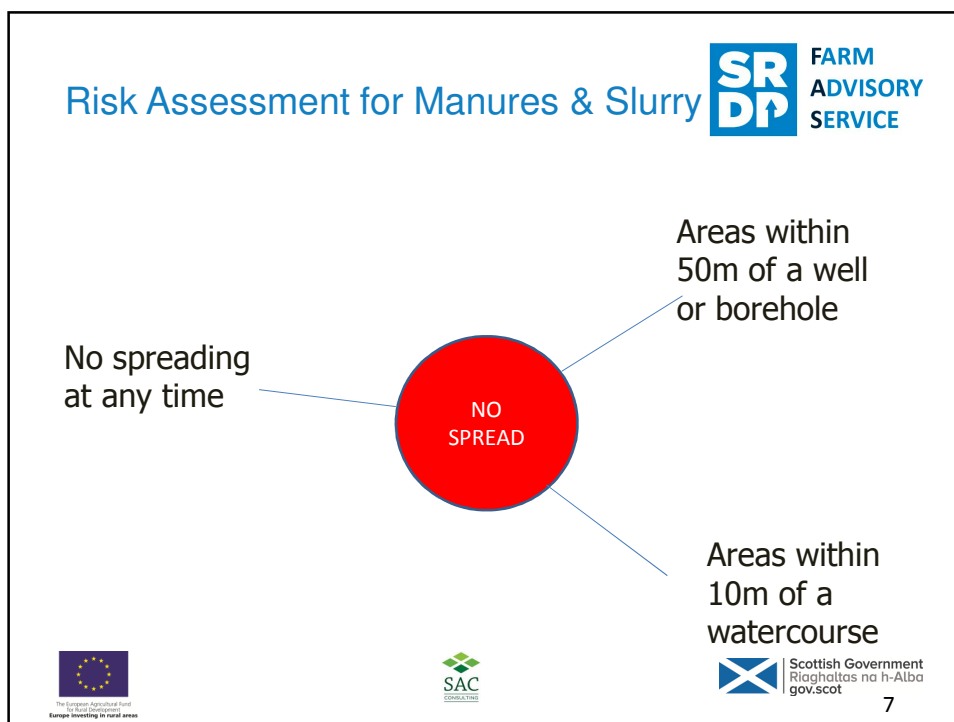 Risk Assessment for Manures & Slurry
SR
DP
FARM
ADVISORY
SERVICE
Areas within
50m of a well
or borehole
No spreading
at any time
NO
SPREAD
Areas within
10m of a
watercourse
The European Agricultural Fund
for Rural Development
Europe investing in rural areas
SAC
CONSULTING
Scottish Government
Riaghaltas na h-Alba
gov.scot
7